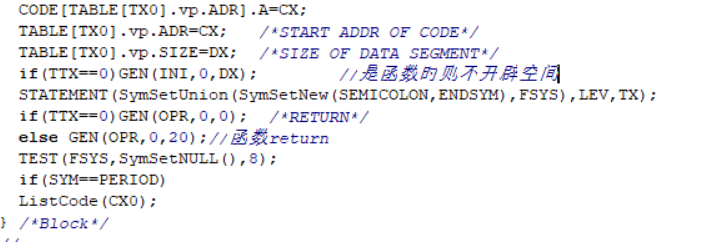 CODE[TABLE[TX0].vp.ADR].A=CX;
TABLE[TX0].vp.ADR=CX;   /*START ADDR OF CODE*/
TABLE[TX0].vp.SIZE=DX;  /*SIZE OF DATA SEGMENT*/
if(TTX==0)GEN(INI,0,DX);        //是函数时则不开辟空间
STATEMENT(SymSetUnion(SymSetNew(SEMICOLON,ENDSYM),FSYS),LEV,TX);
if(TTX==0)GEN(OPR,0,0);  /*RETURN*/
else GEN(OPR,0,20);//函数return
TEST(FSYS,SymSetNULL(),8);
if(SYM==PERIOD)
ListCode(CX0);
} /*Block*/
//